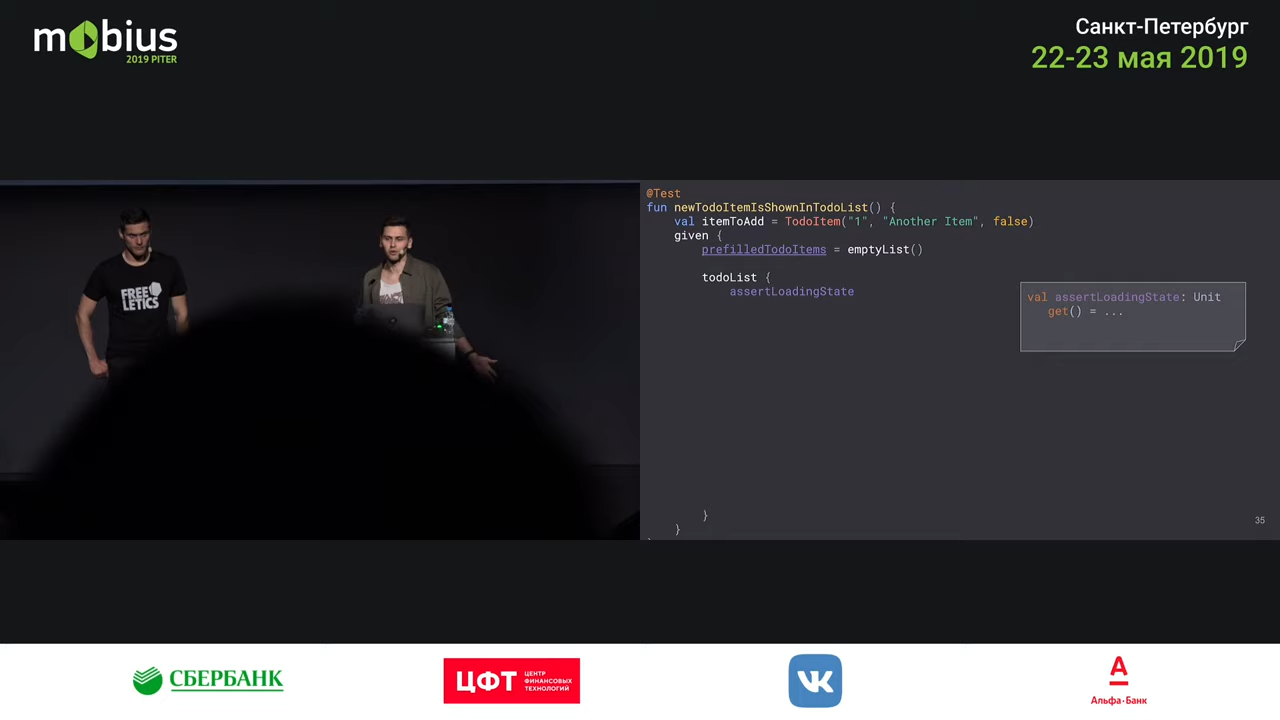 mobius
2019 PITER
Санкт-Петербург
22-23 мая 2019
FREE
LETICS
@Test
fun newTodoItemIsShownInTodoList() {
val itemToAdd = TodoItem("1", "Another Item", false)
given {
prefilledTodoItems = emptyList()
todoList {
assertLoadingState
val assertLoadingState: Unit
get() = ...
}
}
35
СБЕРБАНК
ЦФТ ЦЕНТР
ФИНАНСОВЫХ
ТЕХНОЛОГИЙ
VK
А
Альфа·Банк